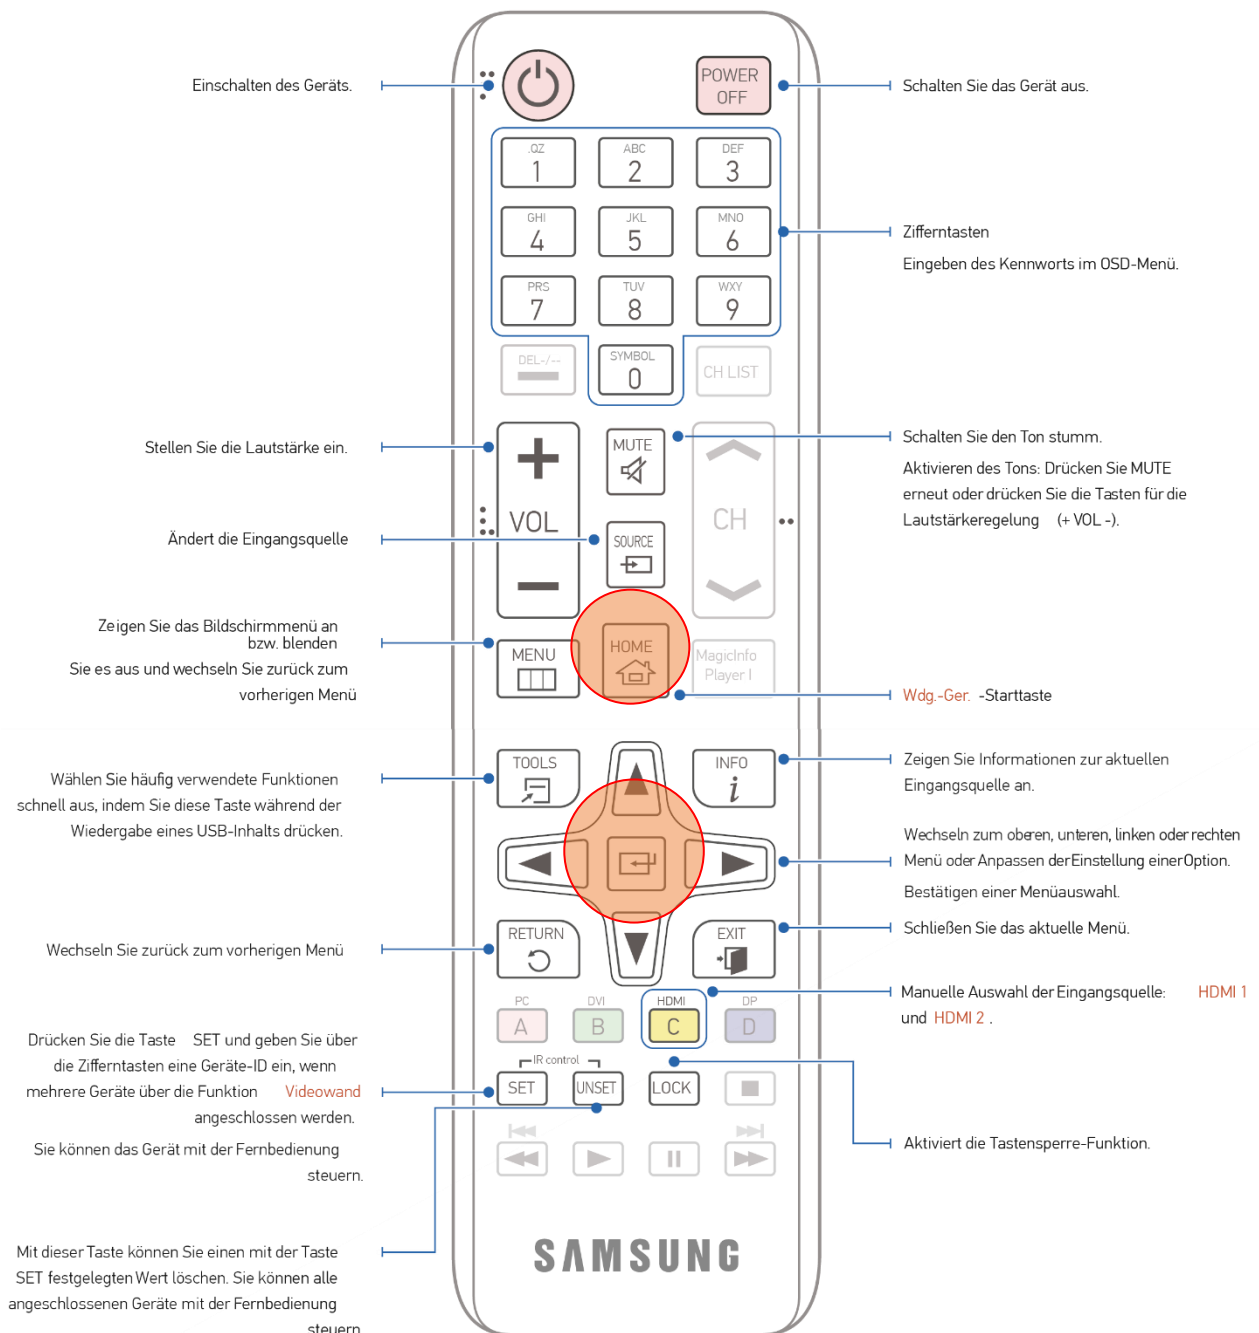 Einschalten des Geräts.
POWER
OFF
Schalten Sie das Gerät aus.
.QZ
1
ABC
2
DEF
3
GHI
4
JKL
5
MNO
6
Zifferntasten
Eingeben des Kennworts im OSD-Menü.
PRS
7
TUV
8
WXY
9
DEL-/--
SYMBOL
0
CH LIST
Stellen Sie die Lautstärke ein.
VOL
MUTE
CH
Schalten Sie den Ton stumm.
Aktivieren des Tons: Drücken Sie MUTE
erneut oder drücken Sie die Tasten für die
Lautstärkeregelung (+ VOL -).
Ändert die Eingangsquelle
SOURCE
Zeigen Sie das Bildschirmmenü an
bzw. blenden
Sie es aus und wechseln Sie zurück zum
vorherigen Menü
MENU
HOME
MagicInfo
Player I
Wdg.-Ger. -Starttaste
Wählen Sie häufig verwendete Funktionen
schnell aus, indem Sie diese Taste während der
Wiedergabe eines USB-Inhalts drücken.
TOOLS
INFO
i
Zeigen Sie Informationen zur aktuellen
Eingangsquelle an.
Wechseln zum oberen, unteren, linken oder rechten
Menü oder Anpassen der Einstellung einer Option.
Bestätigen einer Menüauswahl.
Wechseln Sie zurück zum vorherigen Menü
RETURN
EXIT
Schließen Sie das aktuelle Menü.
PC
A
DVI
B
HDMI
C
DP
D
Manuelle Auswahl der Eingangsquelle: HDMI 1
und HDMI 2 .
Drücken Sie die Taste SET und geben Sie über
die Zifferntasten eine Geräte-ID ein, wenn
mehrere Geräte über die Funktion Videowand
angeschlossen werden.
Sie können das Gerät mit der Fernbedienung
steuern.
IR control
SET
UNSET
LOCK
Aktiviert die Tastensperre-Funktion.
Mit dieser Taste können Sie einen mit der Taste
SET festgelegten Wert löschen. Sie können alle
angeschlossenen Geräte mit der Fernbedienung
steuern
SAMSUNG